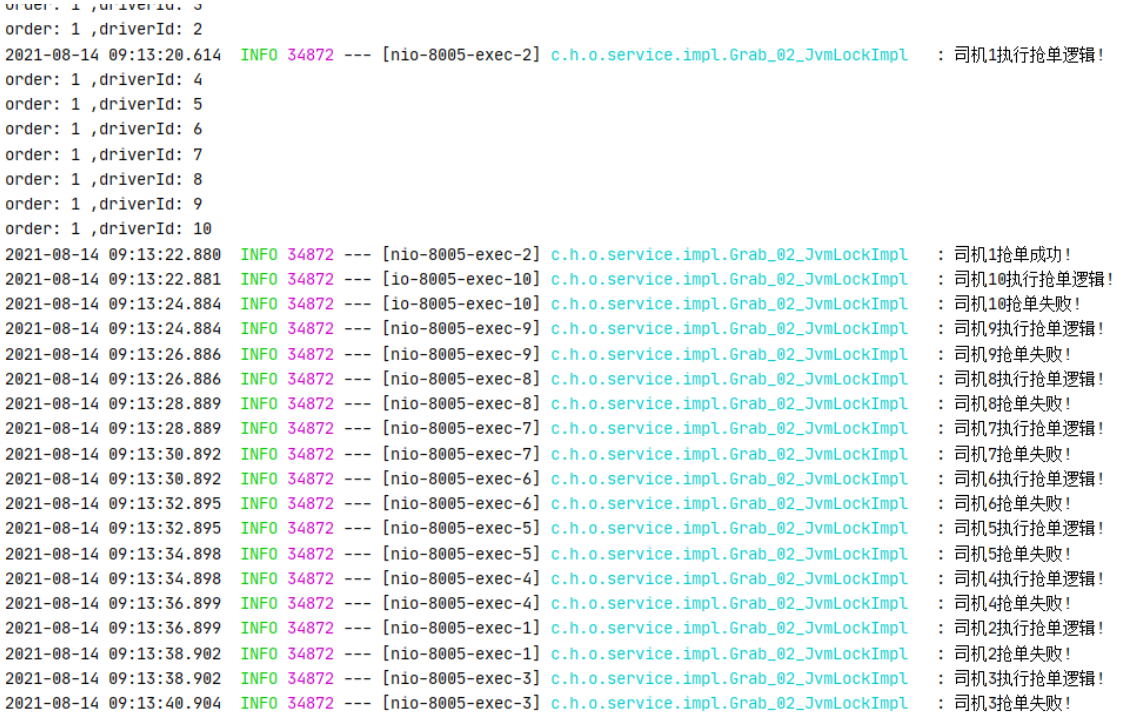 order: 1 ,driverId: 3
order: 1 ,driverId: 2
2021-08-14 09:13:20.614  INFO 34872 --- [nio-8005-exec-2] c.h.o.service.impl.Grab_02_JvmLockImpl   : 司机1执行抢单逻辑!
order: 1 ,driverId: 4
order: 1 ,driverId: 5
order: 1 ,driverId: 6
order: 1 ,driverId: 7
order: 1 ,driverId: 8
order: 1 ,driverId: 9
order: 1 ,driverId: 10
2021-08-14 09:13:22.880  INFO 34872 --- [nio-8005-exec-2] c.h.o.service.impl.Grab_02_JvmLockImpl   : 司机1抢单成功!
2021-08-14 09:13:22.881  INFO 34872 --- [io-8005-exec-10] c.h.o.service.impl.Grab_02_JvmLockImpl   : 司机10执行抢单逻辑!
2021-08-14 09:13:24.884  INFO 34872 --- [io-8005-exec-10] c.h.o.service.impl.Grab_02_JvmLockImpl   : 司机10抢单失败!
2021-08-14 09:13:24.884  INFO 34872 --- [nio-8005-exec-9] c.h.o.service.impl.Grab_02_JvmLockImpl   : 司机9执行抢单逻辑!
2021-08-14 09:13:26.886  INFO 34872 --- [nio-8005-exec-9] c.h.o.service.impl.Grab_02_JvmLockImpl   : 司机9抢单失败!
2021-08-14 09:13:26.886  INFO 34872 --- [nio-8005-exec-8] c.h.o.service.impl.Grab_02_JvmLockImpl   : 司机8执行抢单逻辑!
2021-08-14 09:13:28.889  INFO 34872 --- [nio-8005-exec-8] c.h.o.service.impl.Grab_02_JvmLockImpl   : 司机8抢单失败!
2021-08-14 09:13:28.889  INFO 34872 --- [nio-8005-exec-7] c.h.o.service.impl.Grab_02_JvmLockImpl   : 司机7执行抢单逻辑!
2021-08-14 09:13:30.892  INFO 34872 --- [nio-8005-exec-7] c.h.o.service.impl.Grab_02_JvmLockImpl   : 司机7抢单失败!
2021-08-14 09:13:30.892  INFO 34872 --- [nio-8005-exec-6] c.h.o.service.impl.Grab_02_JvmLockImpl   : 司机6执行抢单逻辑!
2021-08-14 09:13:32.895  INFO 34872 --- [nio-8005-exec-6] c.h.o.service.impl.Grab_02_JvmLockImpl   : 司机6抢单失败!
2021-08-14 09:13:32.895  INFO 34872 --- [nio-8005-exec-5] c.h.o.service.impl.Grab_02_JvmLockImpl   : 司机5执行抢单逻辑!
2021-08-14 09:13:34.898  INFO 34872 --- [nio-8005-exec-5] c.h.o.service.impl.Grab_02_JvmLockImpl   : 司机5抢单失败!
2021-08-14 09:13:34.898  INFO 34872 --- [nio-8005-exec-4] c.h.o.service.impl.Grab_02_JvmLockImpl   : 司机4执行抢单逻辑!
2021-08-14 09:13:36.899  INFO 34872 --- [nio-8005-exec-4] c.h.o.service.impl.Grab_02_JvmLockImpl   : 司机4抢单失败!
2021-08-14 09:13:36.899  INFO 34872 --- [nio-8005-exec-1] c.h.o.service.impl.Grab_02_JvmLockImpl   : 司机2执行抢单逻辑!
2021-08-14 09:13:38.902  INFO 34872 --- [nio-8005-exec-1] c.h.o.service.impl.Grab_02_JvmLockImpl   : 司机2抢单失败!
2021-08-14 09:13:38.902  INFO 34872 --- [nio-8005-exec-3] c.h.o.service.impl.Grab_02_JvmLockImpl   : 司机3执行抢单逻辑!
2021-08-14 09:13:40.904  INFO 34872 --- [nio-8005-exec-3] c.h.o.service.impl.Grab_02_JvmLockImpl   : 司机3抢单失败!